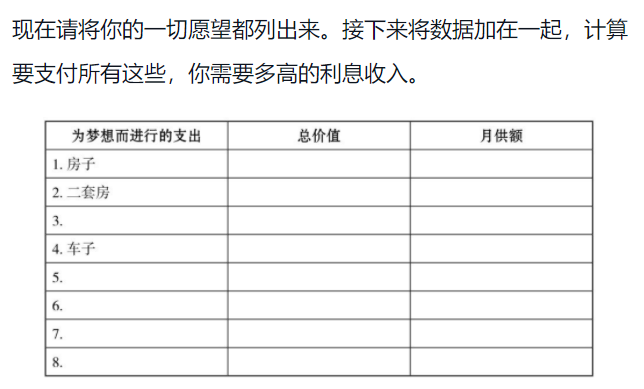 现在请将你的一切愿望都列出来。接下来将数据加在一起，计算
要支付所有这些，你需要多高的利息收入。
为梦想而进行的支出 总价值 月供额
1. 房子
2. 二套房
3.
4. 车子
5.
6.
7.
8.